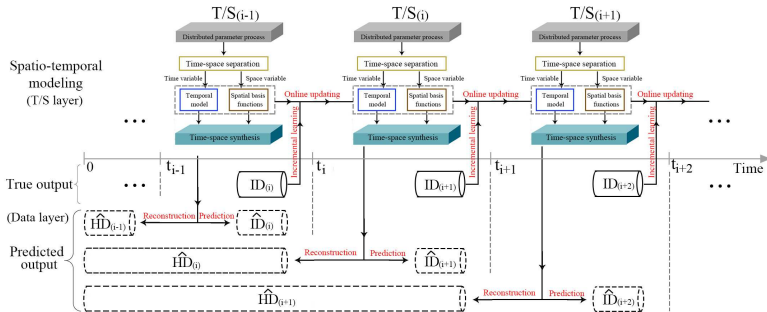 T/S(i-1) T/S(i) T/S(i+1)
Distributed parameter process Distributed parameter process Distributed parameter process
Time-space separation Time-space separation Time-space separation
Spatio-temporal
modeling
(T/S layer)
Time variable Space variable Time variable Space variable Time variable Space variable
Temporal model Spatial basis functions Online updating Temporal model Spatial basis functions Online updating Temporal model Spatial basis functions Online updating
Time-space synthesis Time-space synthesis Time-space synthesis
Incremental learning Incremental learning Incremental learning
... ...
0 t i-1 t i t i+1 t i+2 Time
True output ... ID(i) ID(i+1) ID(i+2) ...
(Data layer)
Predicted
output
ĤD(i-1) Reconstruction Prediction ÎD(i)
ĤD(i) Reconstruction Prediction ÎD(i+1)
ĤD(i+1) Reconstruction Prediction ÎD(i+2)